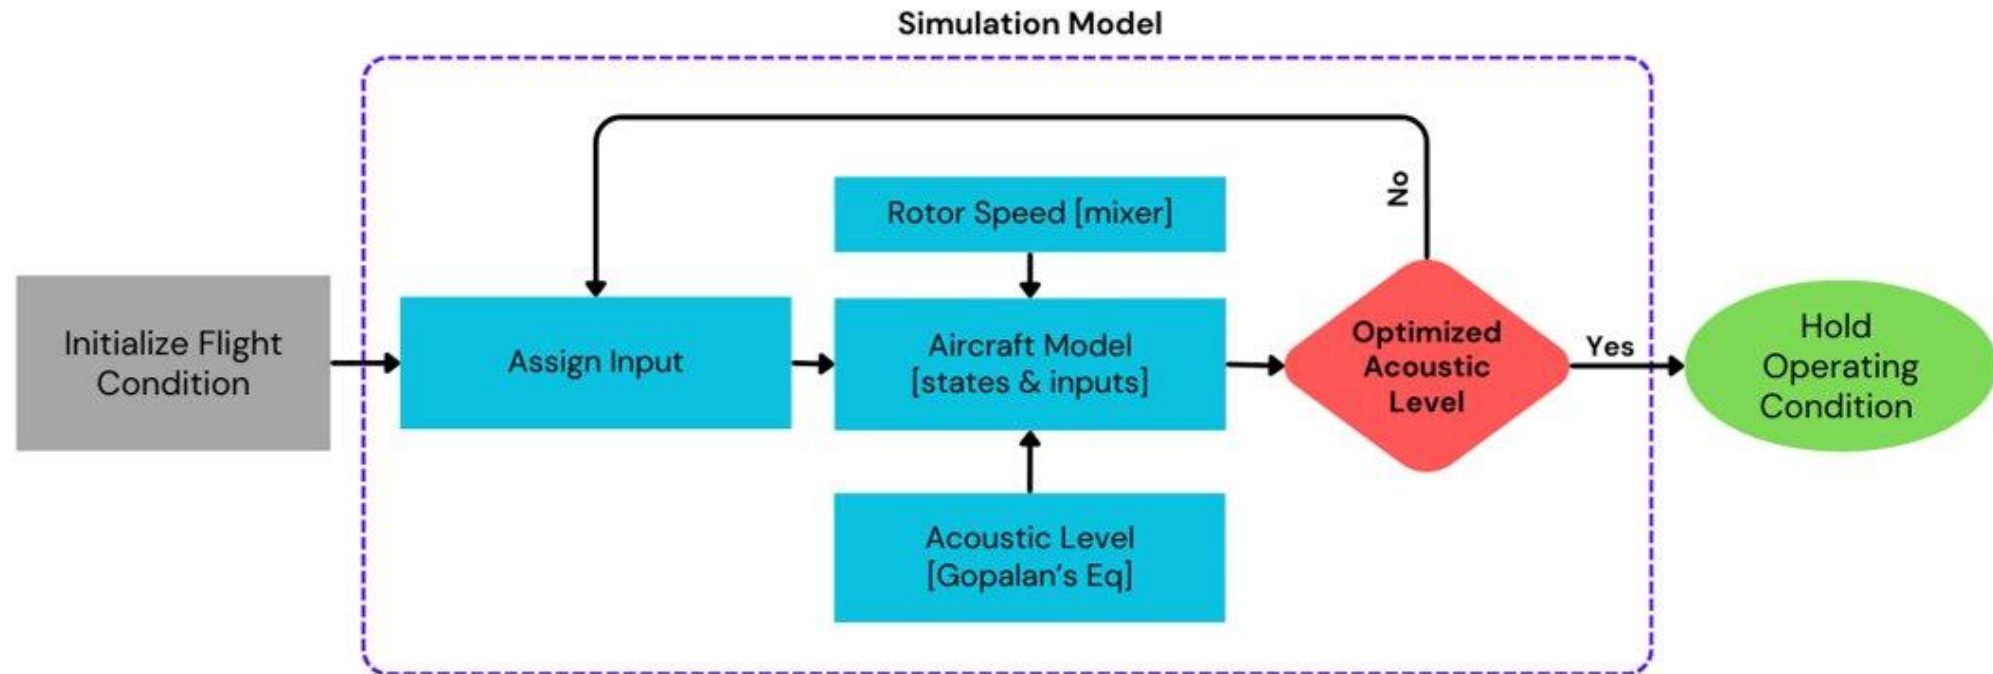 Simulation Model
No
Rotor Speed [mixer]
Initialize Flight
Condition
Assign Input
Aircraft Model
[states & inputs]
Optimized
Acoustic
Level
Yes
Hold
Operating
Condition
Acoustic Level
[Gopalan's Eq]